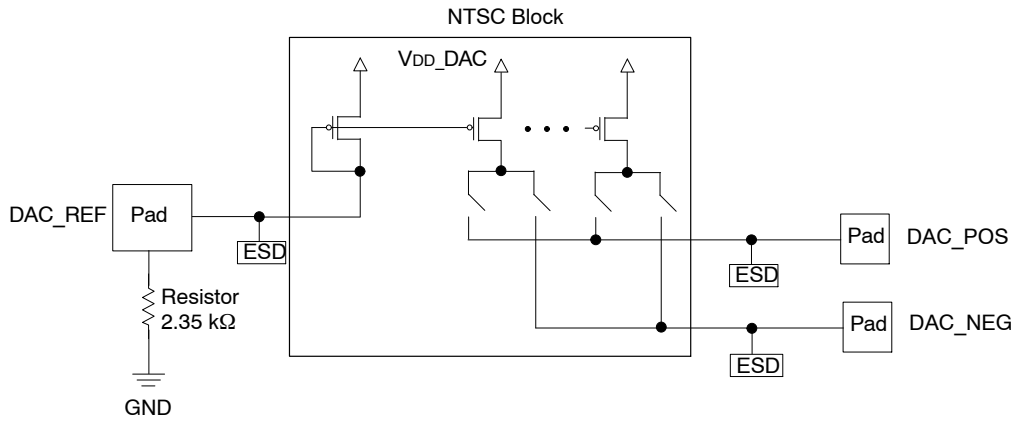 NTSC Block
VDD_DAC
DAC_REF
Pad
ESD
Resistor
2.35 kΩ
GND
Pad
DAC_POS
ESD
Pad
DAC_NEG
ESD